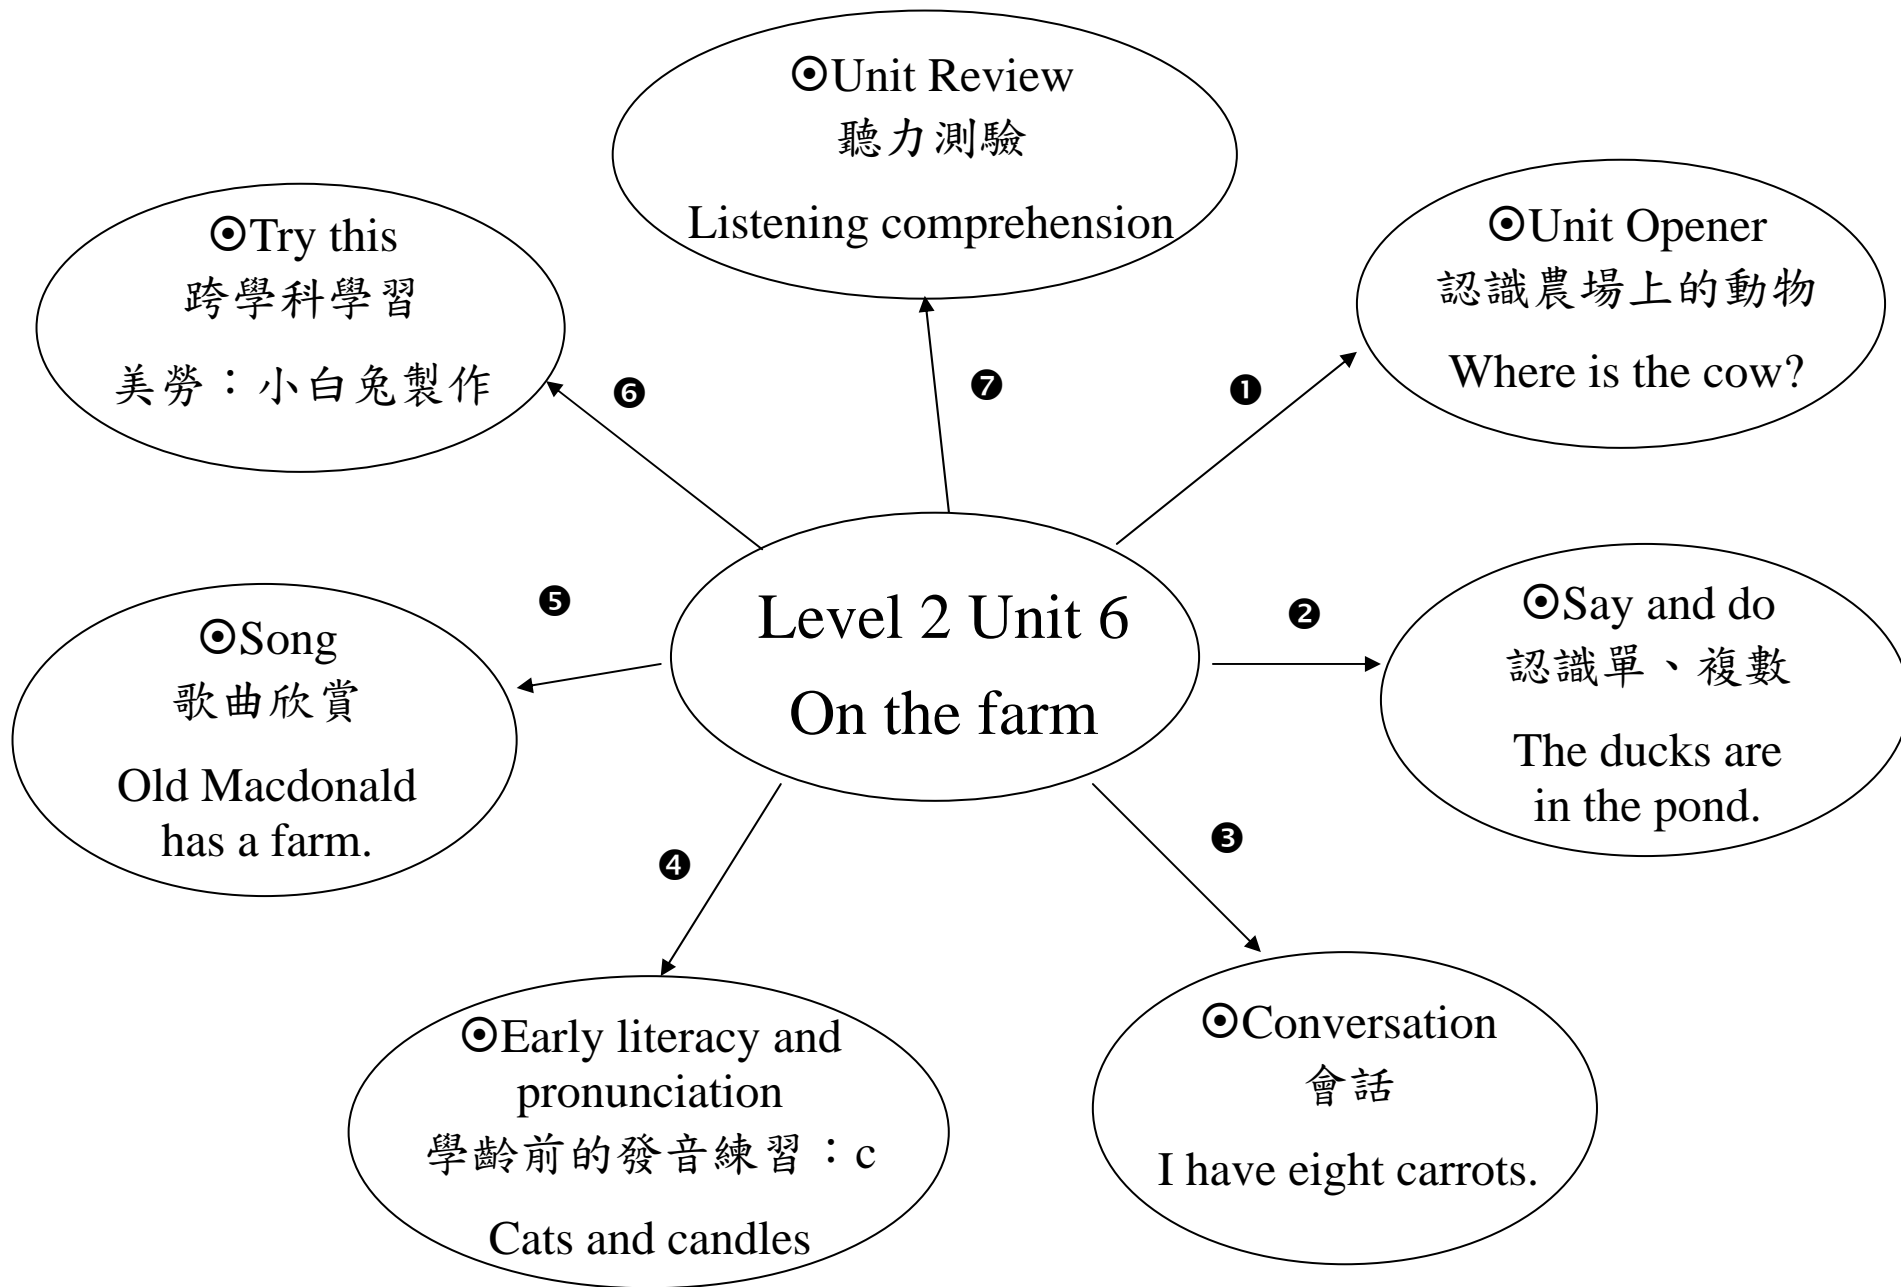 Level 2 Unit 6
On the farm
❶
⊙Unit Opener
認識農場上的動物
Where is the cow?
❷
⊙Say and do
認識單、複數
The ducks are
in the pond.
❸
⊙Conversation
會話
I have eight carrots.
❹
⊙Early literacy and
pronunciation
學齡前的發音練習：c
Cats and candles
❺
⊙Song
歌曲欣賞
Old Macdonald
has a farm.
❻
⊙Try this
跨學科學習
美勞：小白兔製作
❼
⊙Unit Review
聽力測驗
Listening comprehension